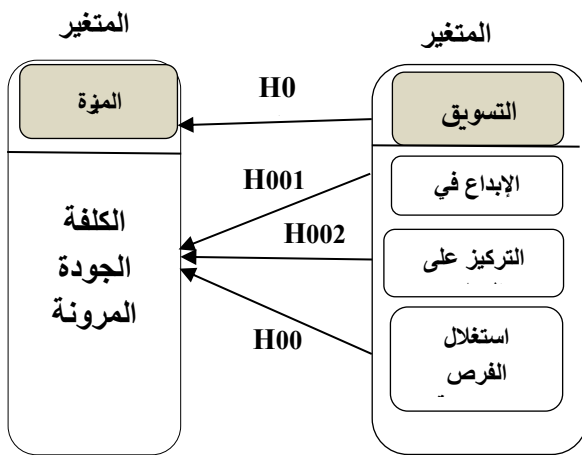 المتغير
التسويق
الإبداع في
التركيز على
استغلال
الفرص
H0
H001
H002
H00
المتغير
الميزة
الكلفة
الجودة
المرونة